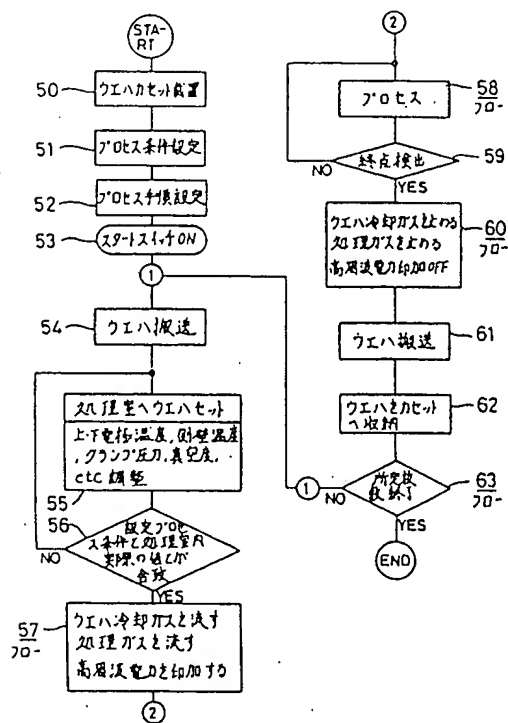 STA-
RT
50
ウエハカセット載置
51
プロセス条件設定
52
プロセス手順設定
53
スタートスイッチON
1
54
ウエハ搬送
処理室へウエハセット
上下電極温度,側壁温度
,クランプ圧力,真空度,
etc 調整
55
56
設定プロセ
ス条件と処理室内
実際の値とが
合致
NO
YES
57
フロー
ウエハ冷却ガスを流す
処理ガスを流す
高周波電力を印加する
2
2
プロセス
58
フロー
終点検出
59
NO
YES
ウエハ冷却ガスを止める
処理ガスを止める
高周波電力印加OFF
60
フロー
ウエハ搬送
61
ウエハをカセット
へ収納
62
所定枚
数終了
63
フロー
1
NO
YES
END